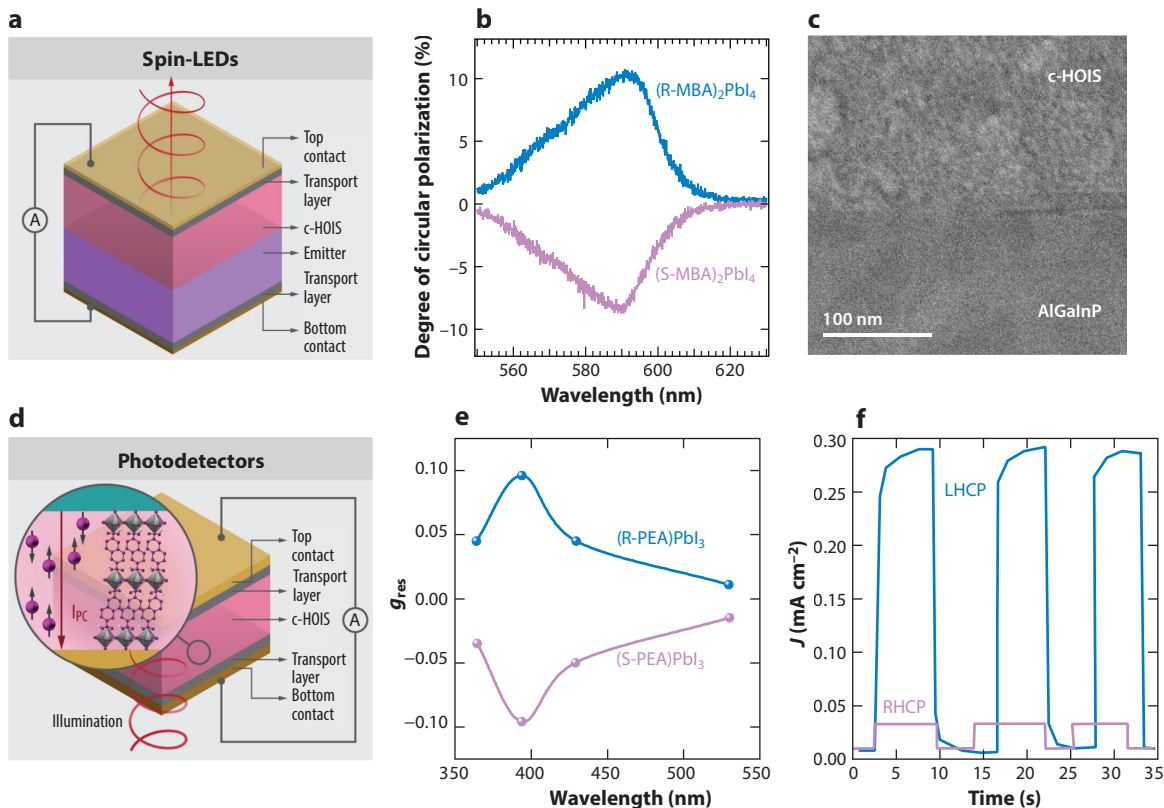 a
Spin-LEDs
A
Top
contact
Transport
layer
c-HOIS
Emitter
Transport
layer
Bottom
contact
b
Degree of circular polarization (%)
10
5
0
−5
−10
(R-MBA)₂PbI₄
(S-MBA)₂PbI₄
560
580
600
620
Wavelength (nm)
c
c-HOIS
AlGaInP
100 nm
d
Photodetectors
I_PC
A
Top
contact
Transport
layer
c-HOIS
Transport
layer
Bottom
contact
Illumination
e
g_res
0.10
0.05
0.00
−0.05
−0.10
(R-PEA)PbI₃
(S-PEA)PbI₃
350
400
450
500
550
Wavelength (nm)
f
J (mA cm⁻²)
0.30
0.25
0.20
0.15
0.10
0.05
0
LHCP
RHCP
0
5
10
15
20
25
30
35
Time (s)